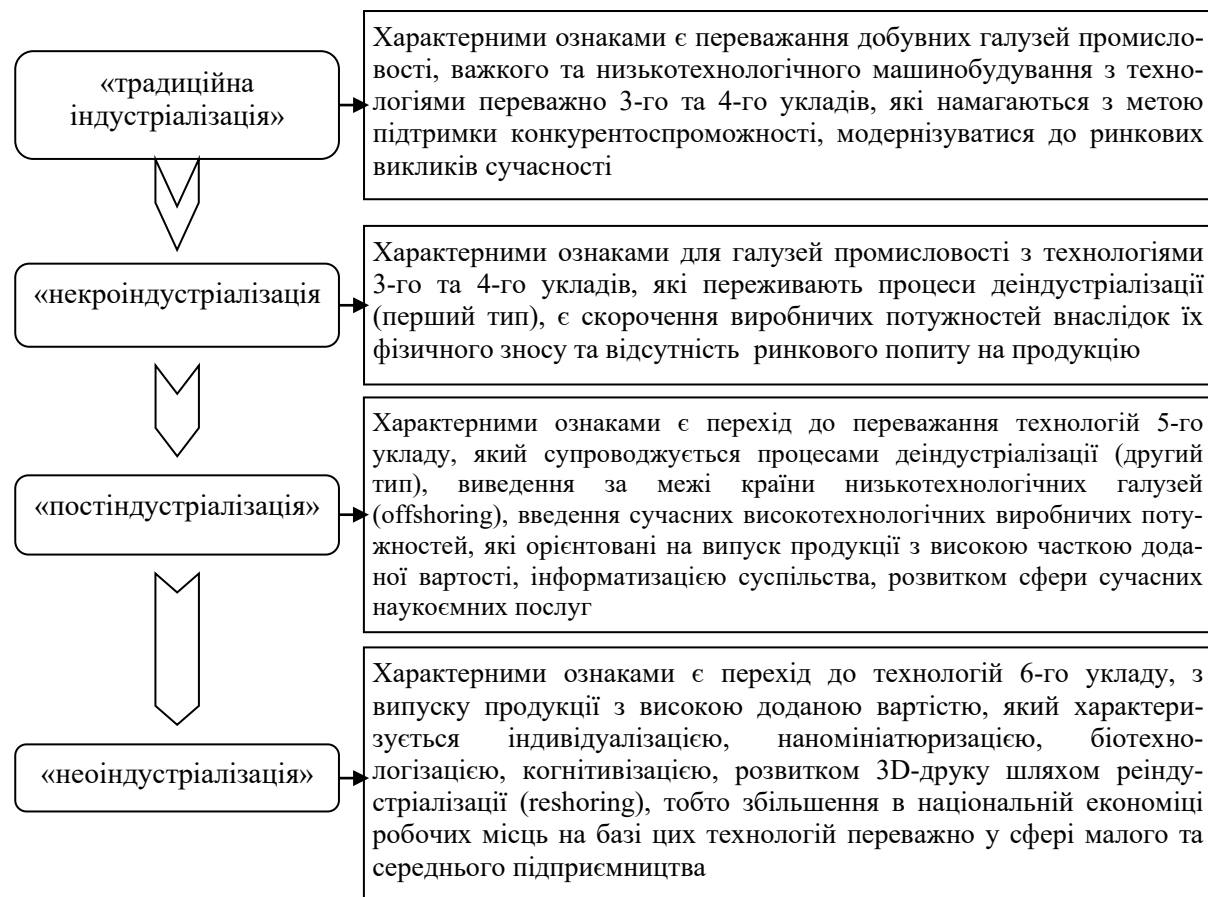 «традиційна
індустріалізація»
Характерними ознаками є переважання добувних галузей промисло-
вості, важкого та низькотехнологічного машинобудування з техно-
логіями переважно 3-го та 4-го укладів, які намагаються з метою
підтримки конкурентоспроможності, модернізуватися до ринкових
викликів сучасності
«некроіндустріалізація
Характерними ознаками для галузей промисловості з технологіями
3-го та 4-го укладів, які переживають процеси деіндустріалізації
(перший тип), є скорочення виробничих потужностей внаслідок їх
фізичного зносу та відсутність ринкового попиту на продукцію
«постіндустріалізація»
Характерними ознаками є перехід до переважання технологій 5-го
укладу, який супроводжується процесами деіндустріалізації (другий
тип), виведення за межі країни низькотехнологічних галузей
(offshoring), введення сучасних високотехнологічних виробничих поту-
жностей, які орієнтовані на випуск продукції з високою часткою дода-
ної вартості, інформатизацією суспільства, розвитком сфери сучасних
наукоємних послуг
«неоіндустріалізація»
Характерними ознаками є перехід до технологій 6-го укладу, з
випуску продукції з високою доданою вартістю, який характери-
зується індивідуалізацією, наномініатюризацією, біотехно-
логізацією, когнітивізацією, розвитком 3D-друку шляхом реінду-
стріалізації (reshoring), тобто збільшення в національній економіці
робочих місць на базі цих технологій переважно у сфері малого та
середнього підприємництва